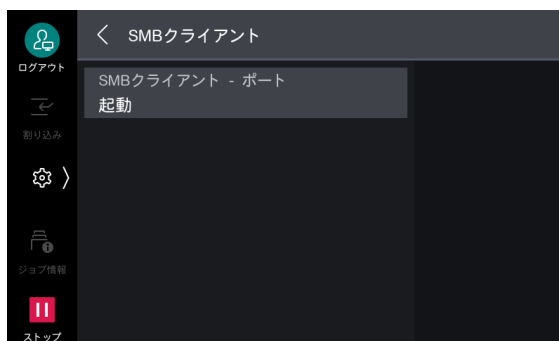 SMBクライアント
ログアウト
SMBクライアント - ポート
起動
割り込み
ジョブ情報
ストップ